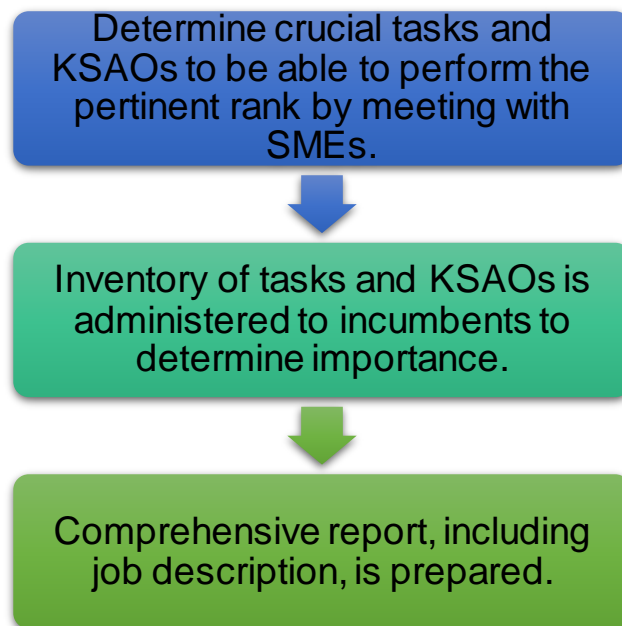 Determine crucial tasks and
KSAOs to be able to perform the
pertinent rank by meeting with
SMEs.
Inventory of tasks and KSAOs is
administered to incumbents to
determine importance.
Comprehensive report, including
job description, is prepared.